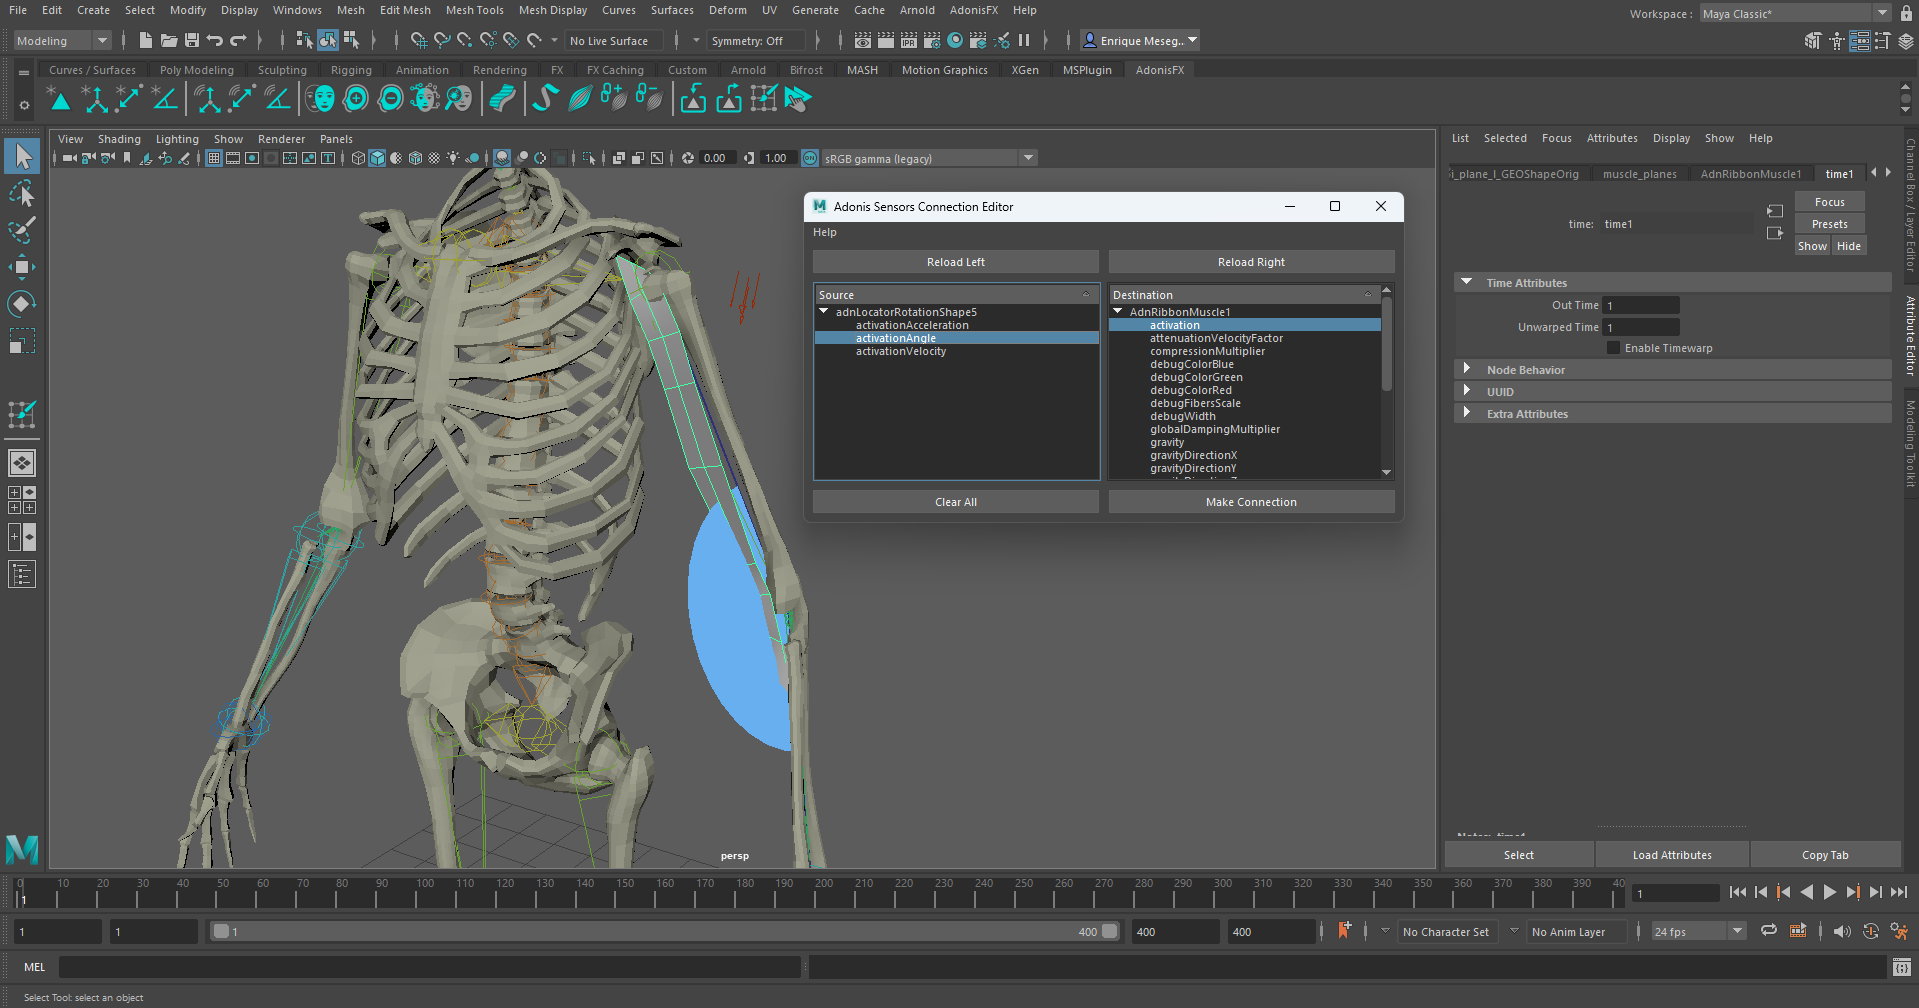 File Edit Create Select Modify Display Windows Mesh Edit Mesh Mesh Tools Mesh Display Curves Surfaces Deform UV Generate Cache Arnold AdonisFX Help
Workspace : Maya Classic*
Modeling No Live Surface Symmetry: Off Enrique Meseg...
Curves / Surfaces Poly Modeling Sculpting Rigging Animation Rendering FX FX Caching Custom Arnold Bifrost MASH Motion Graphics XGen MSPlugin AdonisFX
View Shading Lighting Show Renderer Panels
0.00 1.00 ON sRGB gamma (legacy)
List Selected Focus Attributes Display Show Help
i_plane_l_GEOShapeOrig muscle_planes AdnRibbonMuscle1 time1
time: time1
Focus
Presets
Show Hide
Time Attributes
Out Time 1
Unwarped Time 1
Enable Timewarp
Node Behavior
UUID
Extra Attributes
Channel Box / Layer Editor
Attribute Editor
Modeling Toolkit
Adonis Sensors Connection Editor
Help
Reload Left Reload Right
Source
adnLocatorRotationShape5
activationAcceleration
activationAngle
activationVelocity
Destination
AdnRibbonMuscle1
activation
attenuationVelocityFactor
compressionMultiplier
debugColorBlue
debugColorGreen
debugColorRed
debugFibersScale
debugWidth
globalDampingMultiplier
gravity
gravityDirectionX
gravityDirectionY
Clear All Make Connection
persp
Select Load Attributes Copy Tab
0 10 20 30 40 50 60 70 80 90 100 110 120 130 140 150 160 170 180 190 200 210 220 230 240 250 260 270 280 290 300 310 320 330 340 350 360 370 380 390 40
1
1
1 1 1 400 400 400 No Character Set No Anim Layer 24 fps
MEL
Select Tool: select an object